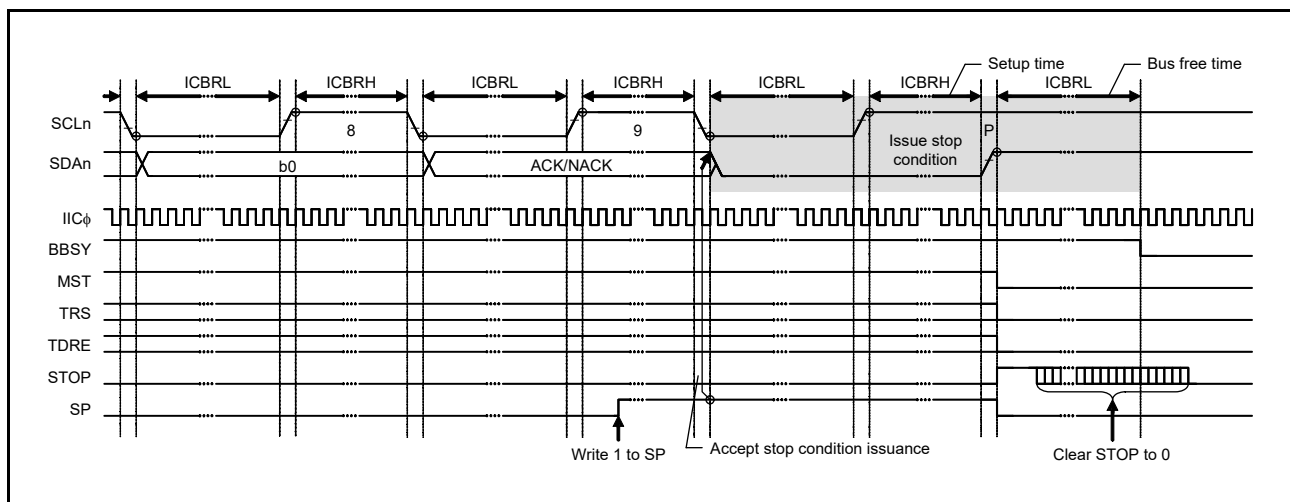 Setup time
Bus free time
ICBRL
ICBRH
ICBRL
ICBRH
ICBRL
ICBRH
ICBRL
SCLn
8
9
Issue stop
condition
P
SDAn
b0
ACK/NACK
IICϕ
BBSY
MST
TRS
TDRE
STOP
SP
Write 1 to SP
Accept stop condition issuance
Clear STOP to 0